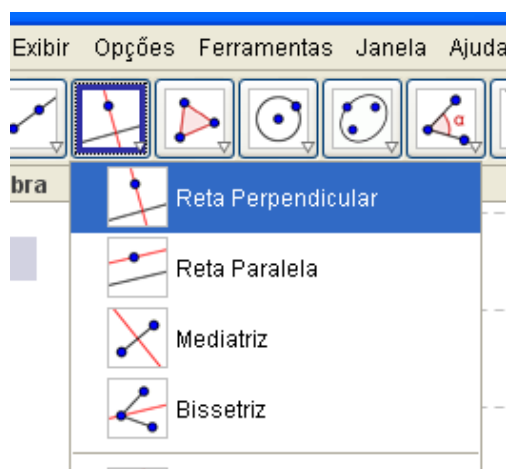 Exibir Opções Ferramentas Janela Ajuda
α
bra
Reta Perpendicular
Reta Paralela
Mediatriz
Bissetriz